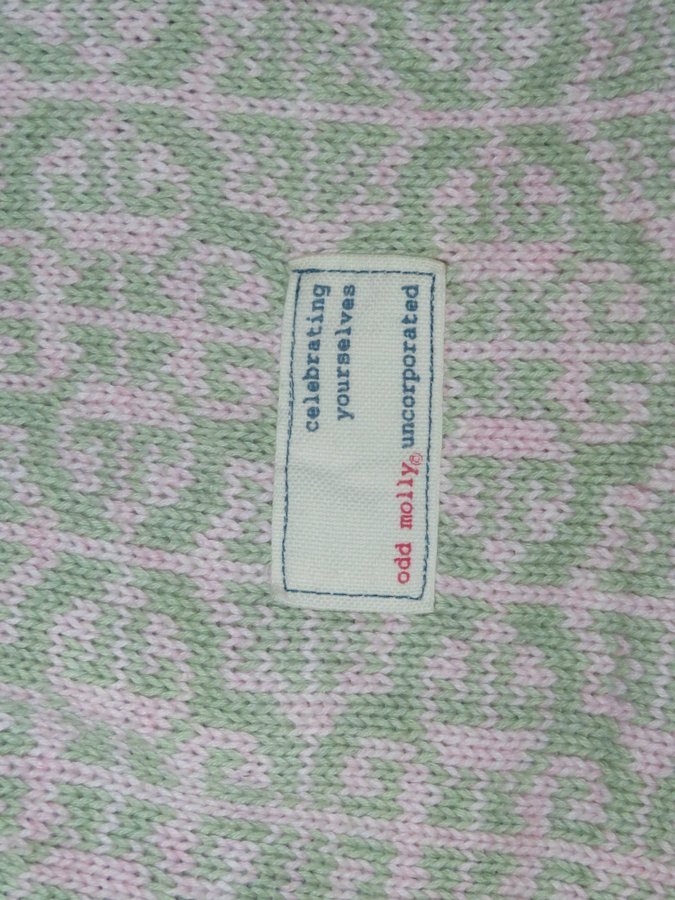 celebrating
yourselves
odd molly© uncorporated